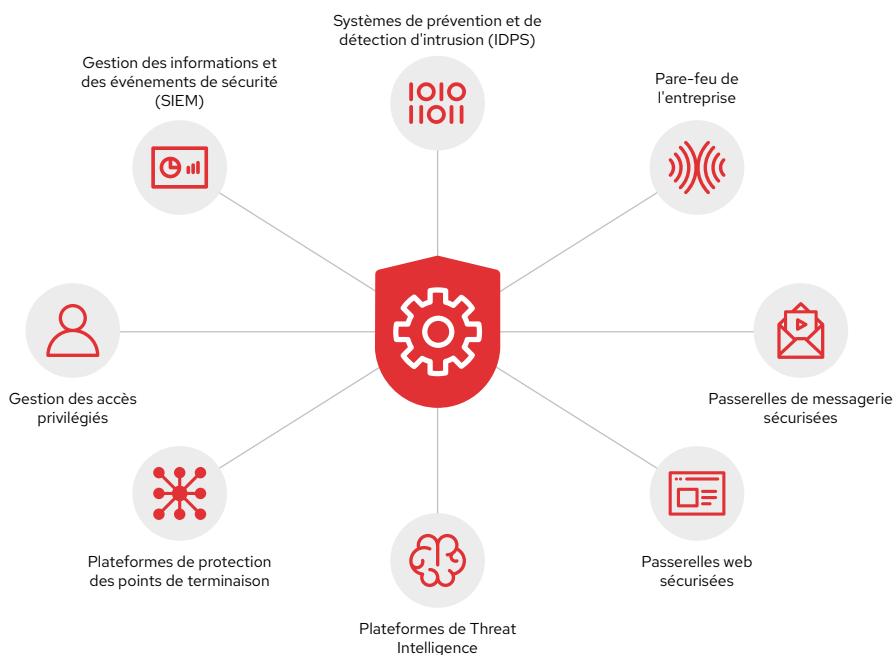 Systèmes de prévention et de
détection d'intrusion (IDPS)
Gestion des informations et
des événements de sécurité
(SIEM)
Pare-feu de
l'entreprise
1010
11011
Gestion des accès
privilégiés
Passerelles de messagerie
sécurisées
Plateformes de protection
des points de terminaison
Passerelles web
sécurisées
Plateformes de Threat
Intelligence